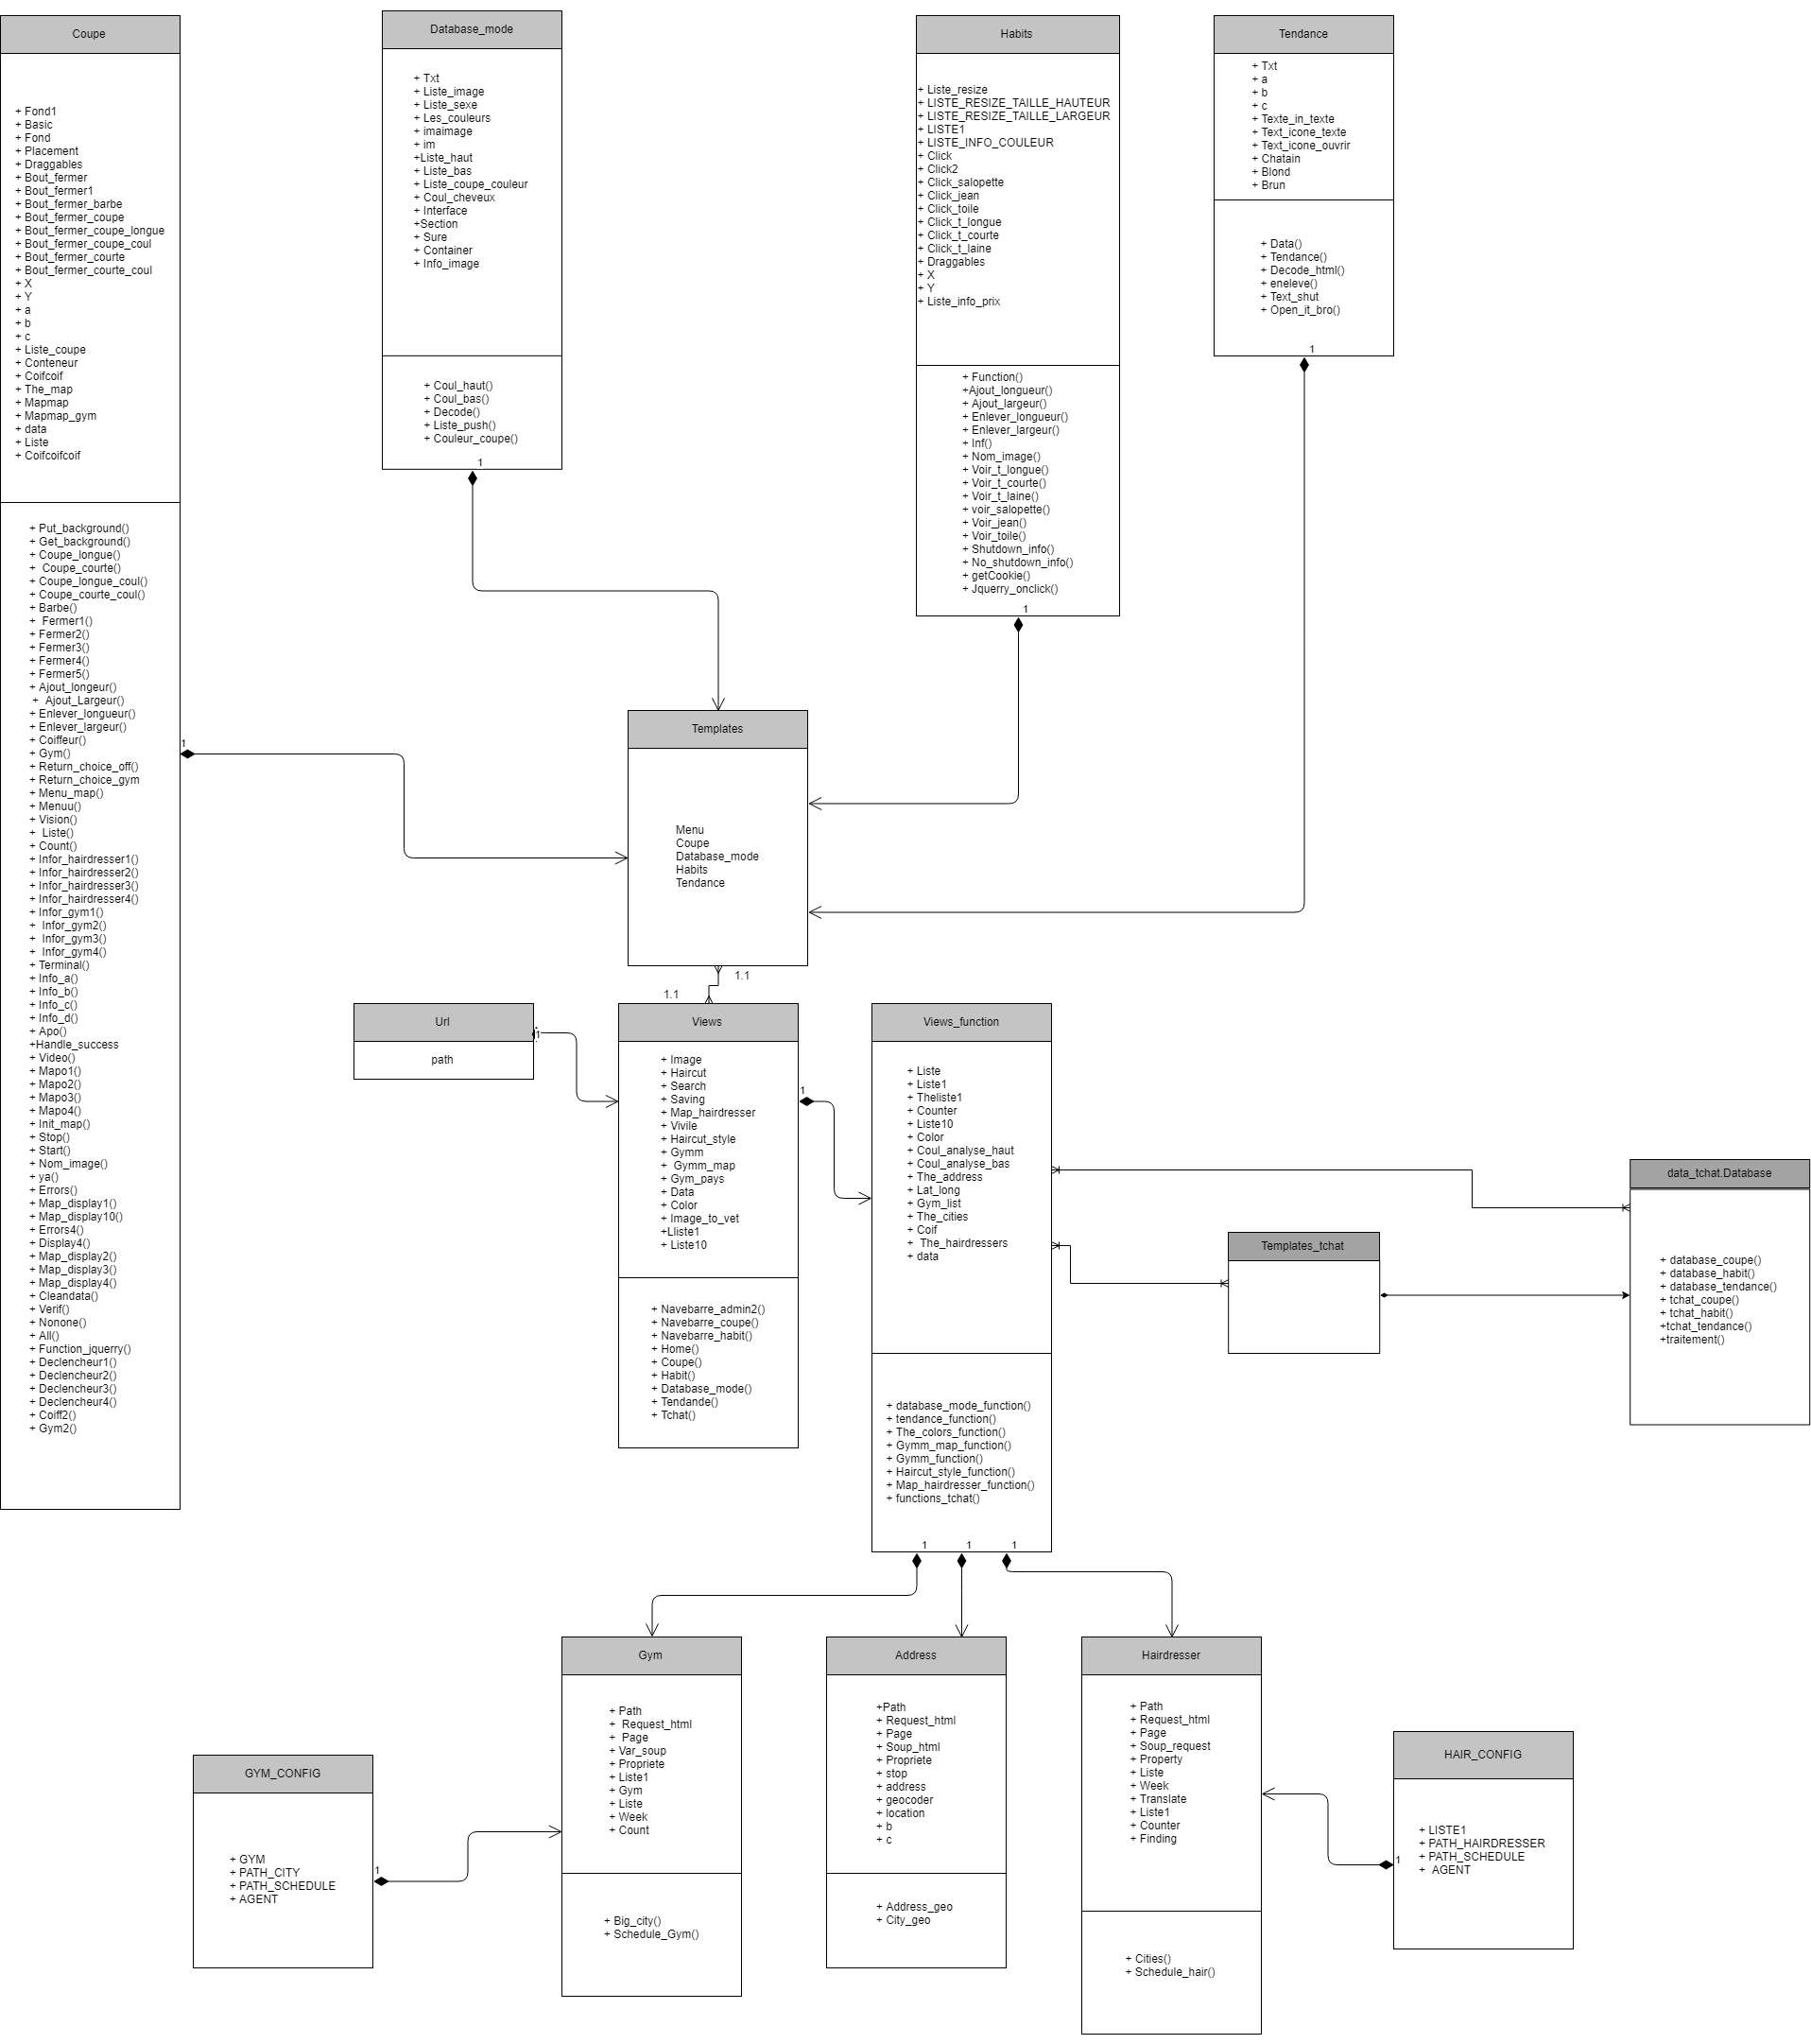 Coupe
+ Fond1
+ Basic
+ Fond
+ Placement
+ Draggables
+ Bout_fermer
+ Bout_fermer1
+ Bout_fermer_barbe
+ Bout_fermer_coupe
+ Bout_fermer_coupe_longue
+ Bout_fermer_coupe_coul
+ Bout_fermer_courte
+ Bout_fermer_courte_coul
+ X
+ Y
+ a
+ b
+ c
+ Liste_coupe
+ Conteneur
+ Coifcoif
+ The_map
+ Mapmap
+ Mapmap_gym
+ data
+ Liste
+ Coifcoifcoif
+ Put_background()
+ Get_background()
+ Coupe_longue()
+ Coupe_courte()
+ Coupe_longue_coul()
+ Coupe_courte_coul()
+ Barbe()
+ Fermer1()
+ Fermer2()
+ Fermer3()
+ Fermer4()
+ Fermer5()
+ Ajout_longeur()
+ Ajout_Largeur()
+ Enlever_longueur()
+ Enlever_largeur()
+ Coiffeur()
+ Gym()
+ Return_choice_off()
+ Return_choice_gym
+ Menu_map()
+ Menuu()
+ Vision()
+ Liste()
+ Count()
+ Infor_hairdresser1()
+ Infor_hairdresser2()
+ Infor_hairdresser3()
+ Infor_hairdresser4()
+ Infor_gym1()
+ Infor_gym2()
+ Infor_gym3()
+ Infor_gym4()
+ Terminal()
+ Info_a()
+ Info_b()
+ Info_c()
+ Info_d()
+ Apo()
+Handle_success
+ Video()
+ Mapo1()
+ Mapo2()
+ Mapo3()
+ Mapo4()
+ Init_map()
+ Stop()
+ Start()
+ Nom_image()
+ ya()
+ Errors()
+ Map_display1()
+ Map_display10()
+ Errors4()
+ Display4()
+ Map_display2()
+ Map_display3()
+ Map_display4()
+ Cleandata()
+ Verif()
+ Nonone()
+ All()
+ Function_jquerry()
+ Declencheur1()
+ Declencheur2()
+ Declencheur3()
+ Declencheur4()
+ Coiff2()
+ Gym2()
1
Database_mode
+ Txt
+ Liste_image
+ Liste_sexe
+ Les_couleurs
+ imaimage
+ im
+Liste_haut
+ Liste_bas
+ Liste_coupe_couleur
+ Coul_cheveux
+ Interface
+Section
+ Sure
+ Container
+ Info_image
+ Coul_haut()
+ Coul_bas()
+ Decode()
+ Liste_push()
+ Couleur_coupe()
1
Habits
+ Liste_resize
+ LISTE_RESIZE_TAILLE_HAUTEUR
+ LISTE_RESIZE_TAILLE_LARGEUR
+ LISTE1
+ LISTE_INFO_COULEUR
+ Click
+ Click2
+ Click_salopette
+ Click_jean
+ Click_toile
+ Click_t_longue
+ Click_t_courte
+ Click_t_laine
+ Draggables
+ X
+ Y
+ Liste_info_prix
+ Function()
+Ajout_longueur()
+ Ajout_largeur()
+ Enlever_longueur()
+ Enlever_largeur()
+ Inf()
+ Nom_image()
+ Voir_t_longue()
+ Voir_t_courte()
+ Voir_t_laine()
+ voir_salopette()
+ Voir_jean()
+ Voir_toile()
+ Shutdown_info()
+ No_shutdown_info()
+ getCookie()
+ Jquerry_onclick()
1
Tendance
+ Txt
+ a
+ b
+ c
+ Texte_in_texte
+ Text_icone_texte
+ Text_icone_ouvrir
+ Chatain
+ Blond
+ Brun
+ Data()
+ Tendance()
+ Decode_html()
+ eneleve()
+ Text_shut
+ Open_it_bro()
1
Templates
Menu
Coupe
Database_mode
Habits
Tendance
1.1
1.1
Url
path
1
Views
+ Image
+ Haircut
+ Search
+ Saving
+ Map_hairdresser
+ Vivile
+ Haircut_style
+ Gymm
+ Gymm_map
+ Gym_pays
+ Data
+ Color
+ Image_to_vet
+Lliste1
+ Liste10
+ Navebarre_admin2()
+ Navebarre_coupe()
+ Navebarre_habit()
+ Home()
+ Coupe()
+ Habit()
+ Database_mode()
+ Tendande()
+ Tchat()
1
Views_function
+ Liste
+ Liste1
+ Theliste1
+ Counter
+ Liste10
+ Color
+ Coul_analyse_haut
+ Coul_analyse_bas
+ The_address
+ Lat_long
+ Gym_list
+ The_cities
+ Coif
+ The_hairdressers
+ data
+ database_mode_function()
+ tendance_function()
+ The_colors_function()
+ Gymm_map_function()
+ Gymm_function()
+ Haircut_style_function()
+ Map_hairdresser_function()
+ functions_tchat()
1
1
1
Templates_tchat
data_tchat.Database
+ database_coupe()
+ database_habit()
+ database_tendance()
+ tchat_coupe()
+ tchat_habit()
+tchat_tendance()
+traitement()
GYM_CONFIG
+ GYM
+ PATH_CITY
+ PATH_SCHEDULE
+ AGENT
1
Gym
+ Path
+ Request_html
+ Page
+ Var_soup
+ Propriete
+ Liste1
+ Gym
+ Liste
+ Week
+ Count
+ Big_city()
+ Schedule_Gym()
Address
+Path
+ Request_html
+ Page
+ Soup_html
+ Propriete
+ stop
+ address
+ geocoder
+ location
+ b
+ c
+ Address_geo
+ City_geo
Hairdresser
+ Path
+ Request_html
+ Page
+ Soup_request
+ Property
+ Liste
+ Week
+ Translate
+ Liste1
+ Counter
+ Finding
+ Cities()
+ Schedule_hair()
HAIR_CONFIG
+ LISTE1
+ PATH_HAIRDRESSER
+ PATH_SCHEDULE
+ AGENT
1